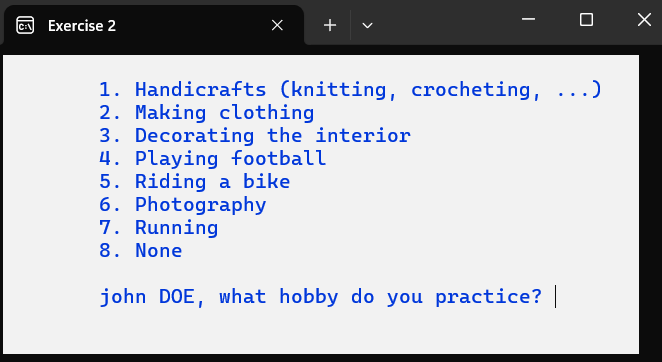 Exercise 2
1. Handicrafts (knitting, crocheting, ...)
2. Making clothing
3. Decorating the interior
4. Playing football
5. Riding a bike
6. Photography
7. Running
8. None
john DOE, what hobby do you practice?